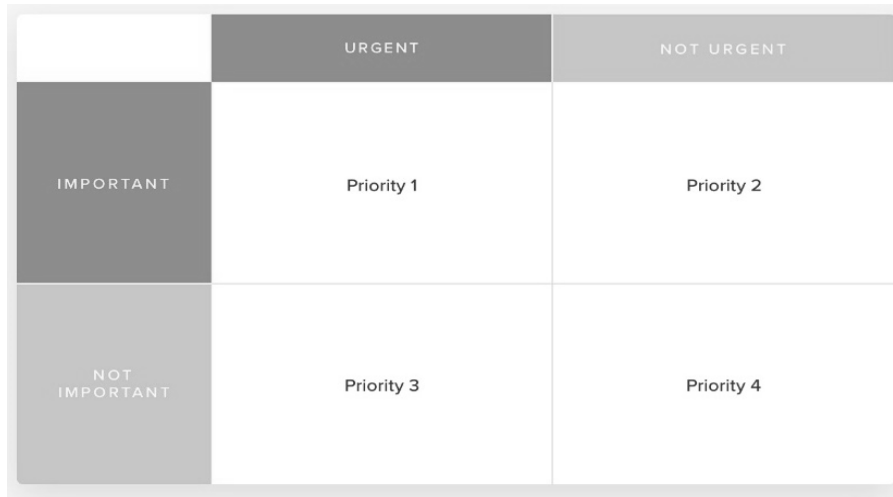 URGENT
NOT URGENT
IMPORTANT
Priority 1
Priority 2
NOT
IMPORTANT
Priority 3
Priority 4